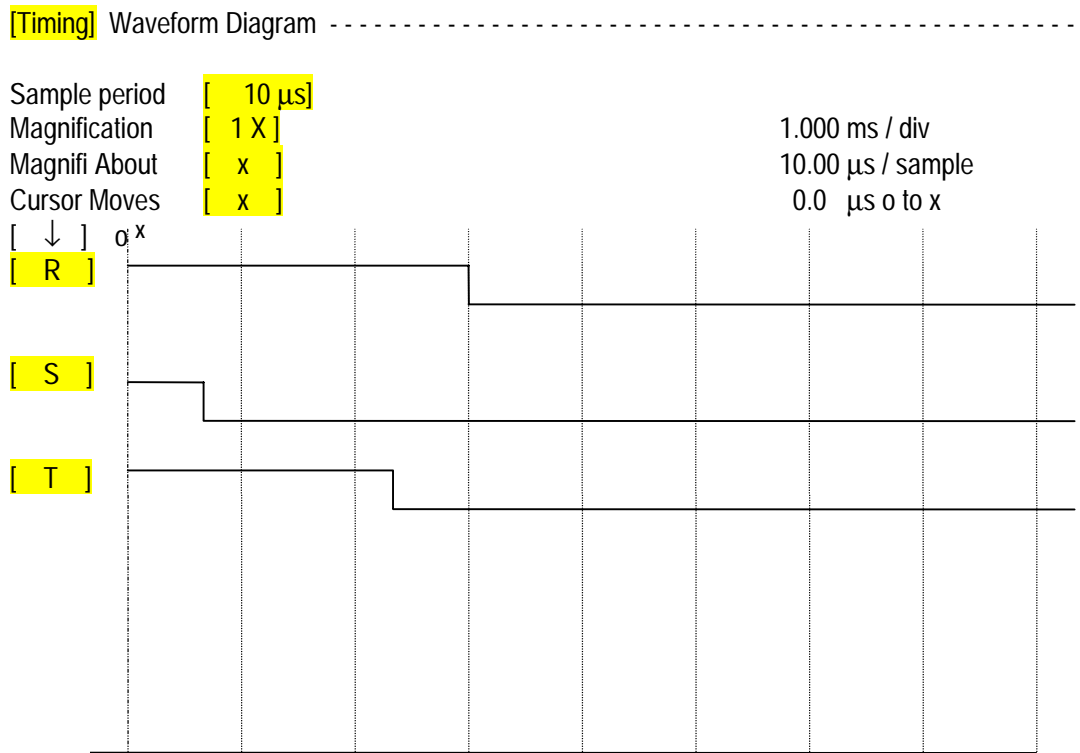 [Timing] Waveform Diagram - - - - - - - - - - - - - - - - - - - - - - - - - - - - - - - - - - - - - - - - - - - - - - - - - - - - - - - - - - - - - -
Sample period [ 10 μs]
Magnification [ 1 X ] 1.000 ms / div
Magnifi About [ x ] 10.00 μs / sample
Cursor Moves [ x ] 0.0 μs o to x
[ ↓ ] o x
[ R ]
[ S ]
[ T ]